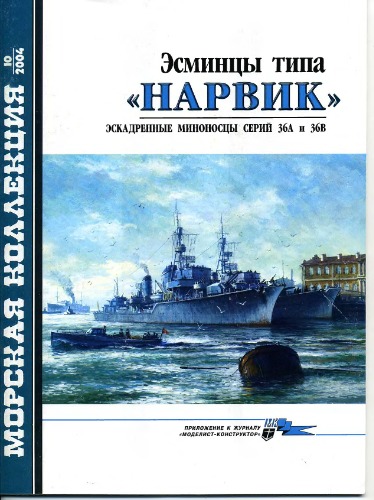 МОРСКАЯ КОЛЛЕКЦИЯ
10
2004
Эсминцы типа
«НАРВИК»
ЭСКАДРЕННЫЕ МИНОНОСЦЫ СЕРИЙ 36А и 36В
ПРИЛОЖЕНИЕ К ЖУРНАЛУ
«МОДЕЛИСТ-КОНСТРУКТОР»